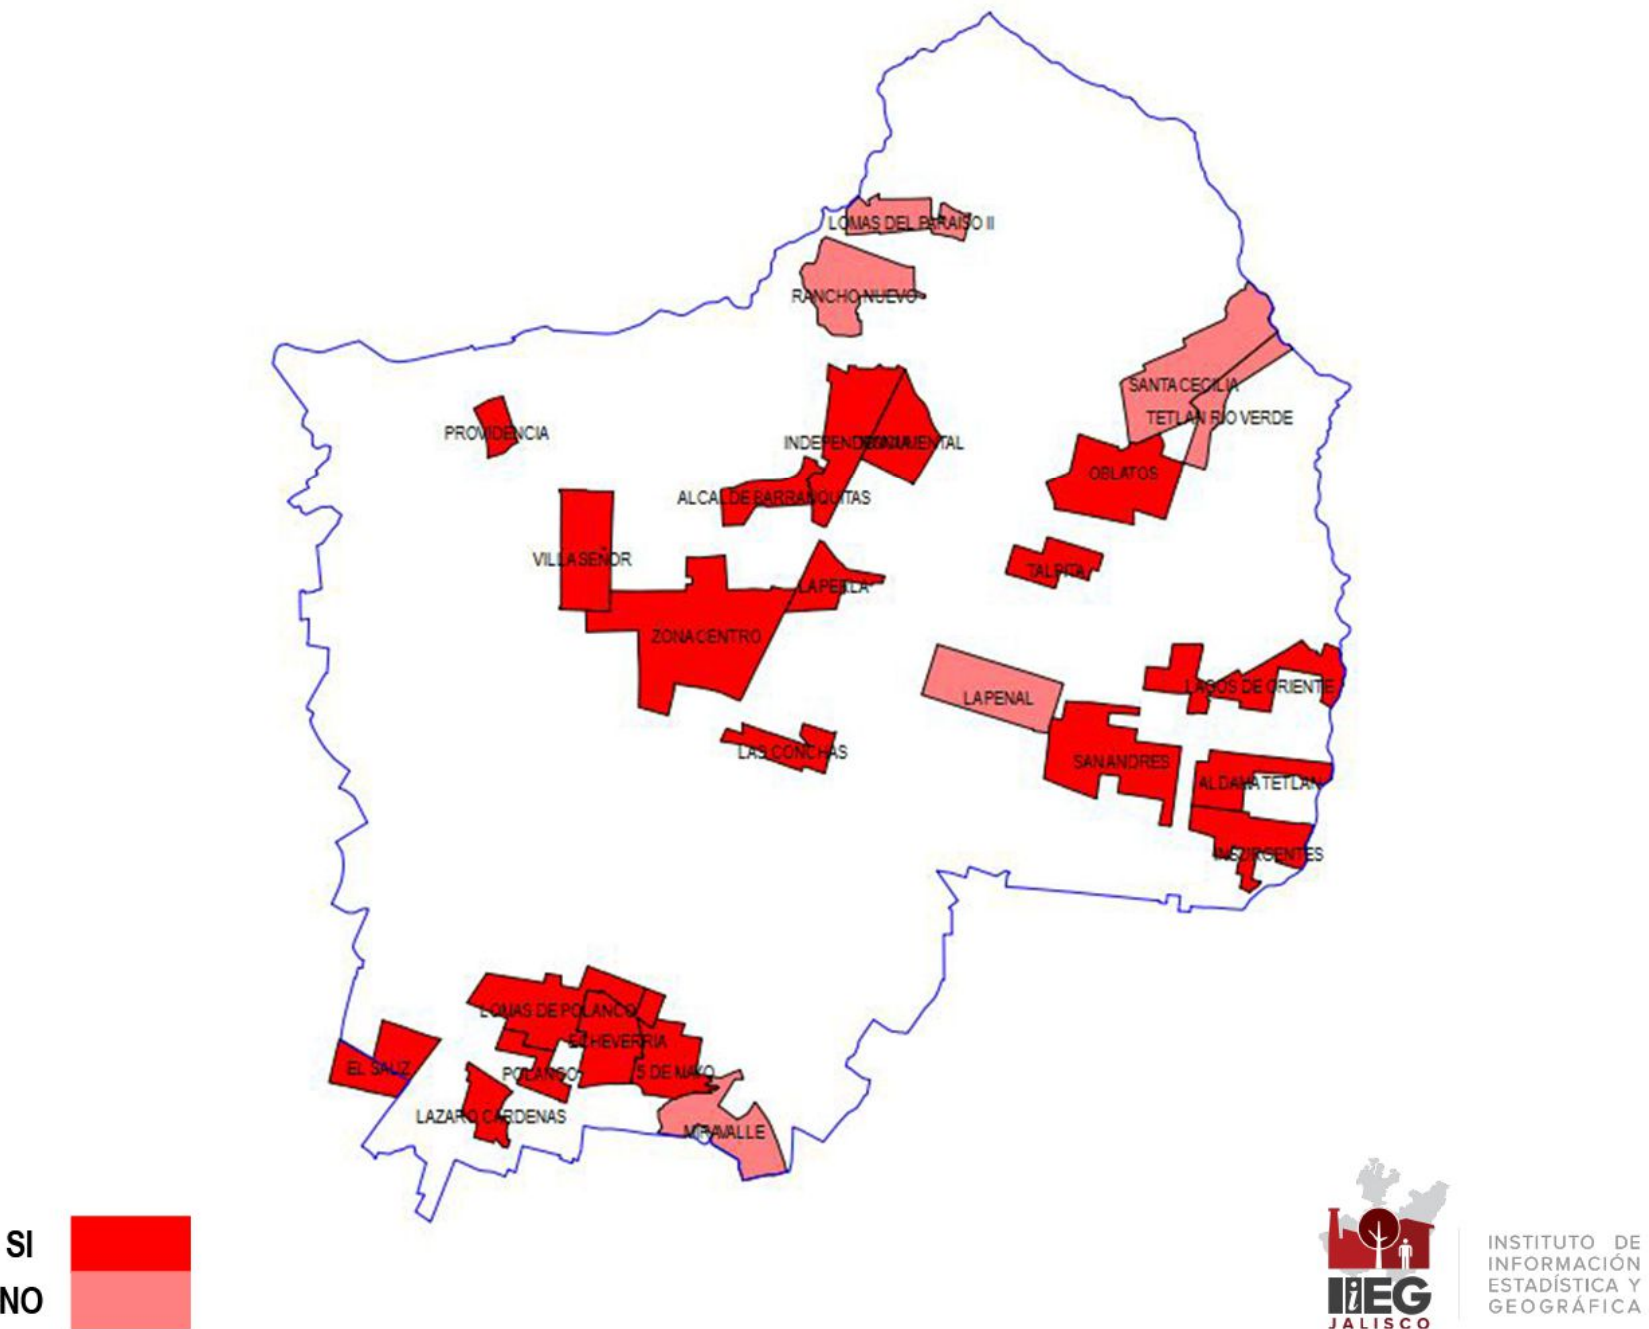 LOMAS DEL PARAISO II
RANCHO NUEVO
SANTA CECILIA
TETLAN RIO VERDE
PROVIDENCIA
OBLATOS
ALCALDE BARRANQUITAS
VILLASEÑOR
TALPITA
LA PERLA
ZONA CENTRO
LAGOS DE ORIENTE
LA PENAL
LAS CONCHAS
SAN ANDRES
ALDAMA TETLAN
INSURGENTES
LOMAS DE POLANCO
ECHEVERRIA
EL SAUZ
POLANCO
5 DE MAYO
LAZARO CARDENAS
MIRAVALLE
SI
NO
IIEG
JALISCO
INSTITUTO DE
INFORMACIÓN
ESTADÍSTICA Y
GEOGRÁFICA